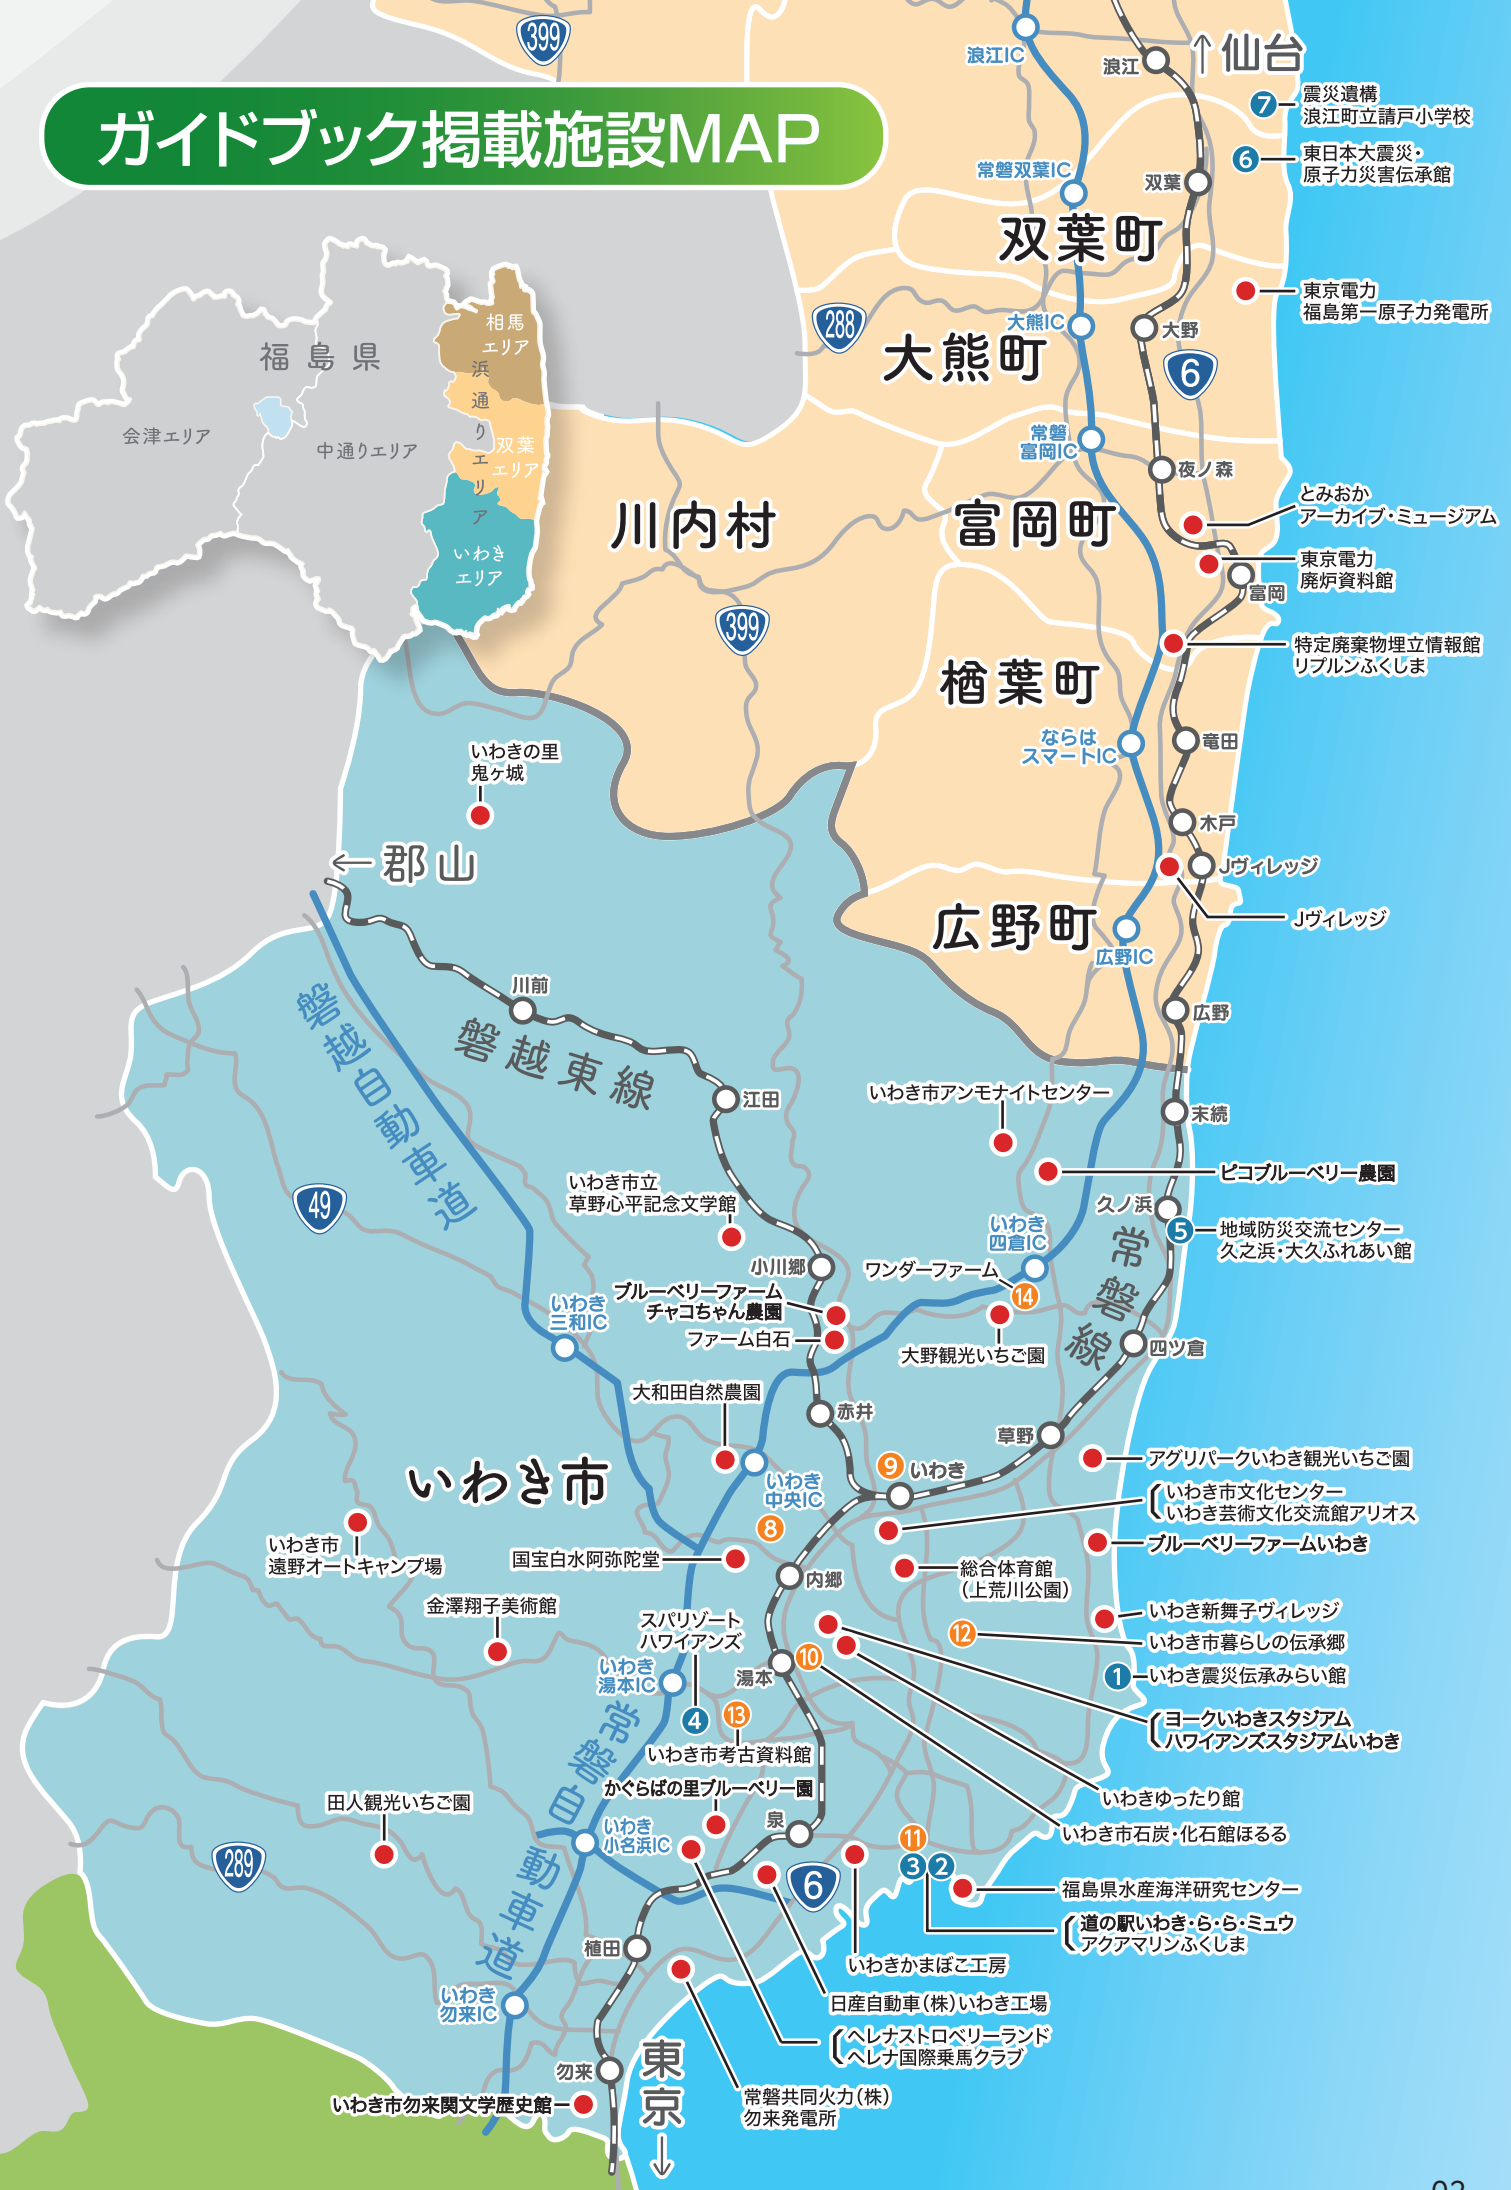 ガイドブック掲載施設MAP
399
浪江IC
浪江
↑仙台
7
震災遺構
浪江町立請戸小学校
6
東日本大震災・
原子力災害伝承館
常磐双葉IC
双葉
双葉町
東京電力
福島第一原子力発電所
288
大熊IC
大野
大熊町
6
福島県
相馬
エリア
浜通りエリア
双葉
エリア
会津エリア
中通りエリア
いわき
エリア
常磐
富岡IC
夜ノ森
とみおか
アーカイブ・ミュージアム
川内村
富岡町
東京電力
廃炉資料館
富岡
399
特定廃棄物埋立情報館
リプルンふくしま
楢葉町
ならは
スマートIC
竜田
木戸
Jヴィレッジ
Jヴィレッジ
いわきの里
鬼ヶ城
←郡山
広野町
広野IC
広野
川前
磐越自動車道
磐越東線
江田
いわき市アンモナイトセンター
末続
ピコブルーベリー農園
49
いわき市立
草野心平記念文学館
久ノ浜
5
地域防災交流センター
久之浜・大久ふれあい館
いわき
四倉IC
常磐線
小川郷
ワンダーファーム
14
ブルーベリーファーム
チャコちゃん農園
ファーム白石
いわき
三和IC
大野観光いちご園
四ツ倉
大和田自然農園
赤井
草野
いわき市
9
いわき
アグリパークいわき観光いちご園
いわき
中央IC
いわき市文化センター
いわき芸術文化交流館アリオス
8
ブルーベリーファームいわき
いわき市
遠野オートキャンプ場
国宝白水阿弥陀堂
内郷
総合体育館
(上荒川公園)
金澤翔子美術館
スパリゾート
ハワイアンズ
いわき新舞子ヴィレッジ
12
いわき市暮らしの伝承郷
10
湯本
いわき
湯本IC
1
いわき震災伝承みらい館
4
13
常磐自動車道
いわき市考古資料館
ヨークいわきスタジアム
ハワイアンズスタジアムいわき
かぐらばの里ブルーベリー園
いわきゆったり館
田人観光いちご園
泉
いわき
小名浜IC
いわき市石炭・化石館ほるる
11
3
2
289
6
福島県水産海洋研究センター
道の駅いわき・ら・ら・ミュウ
アクアマリンふくしま
植田
いわきかまぼこ工房
いわき
勿来IC
日産自動車(株)いわき工場
ヘレナストロベリーランド
ヘレナ国際乗馬クラブ
勿来
東京↓
常磐共同火力(株)
勿来発電所
いわき市勿来関文学歴史館